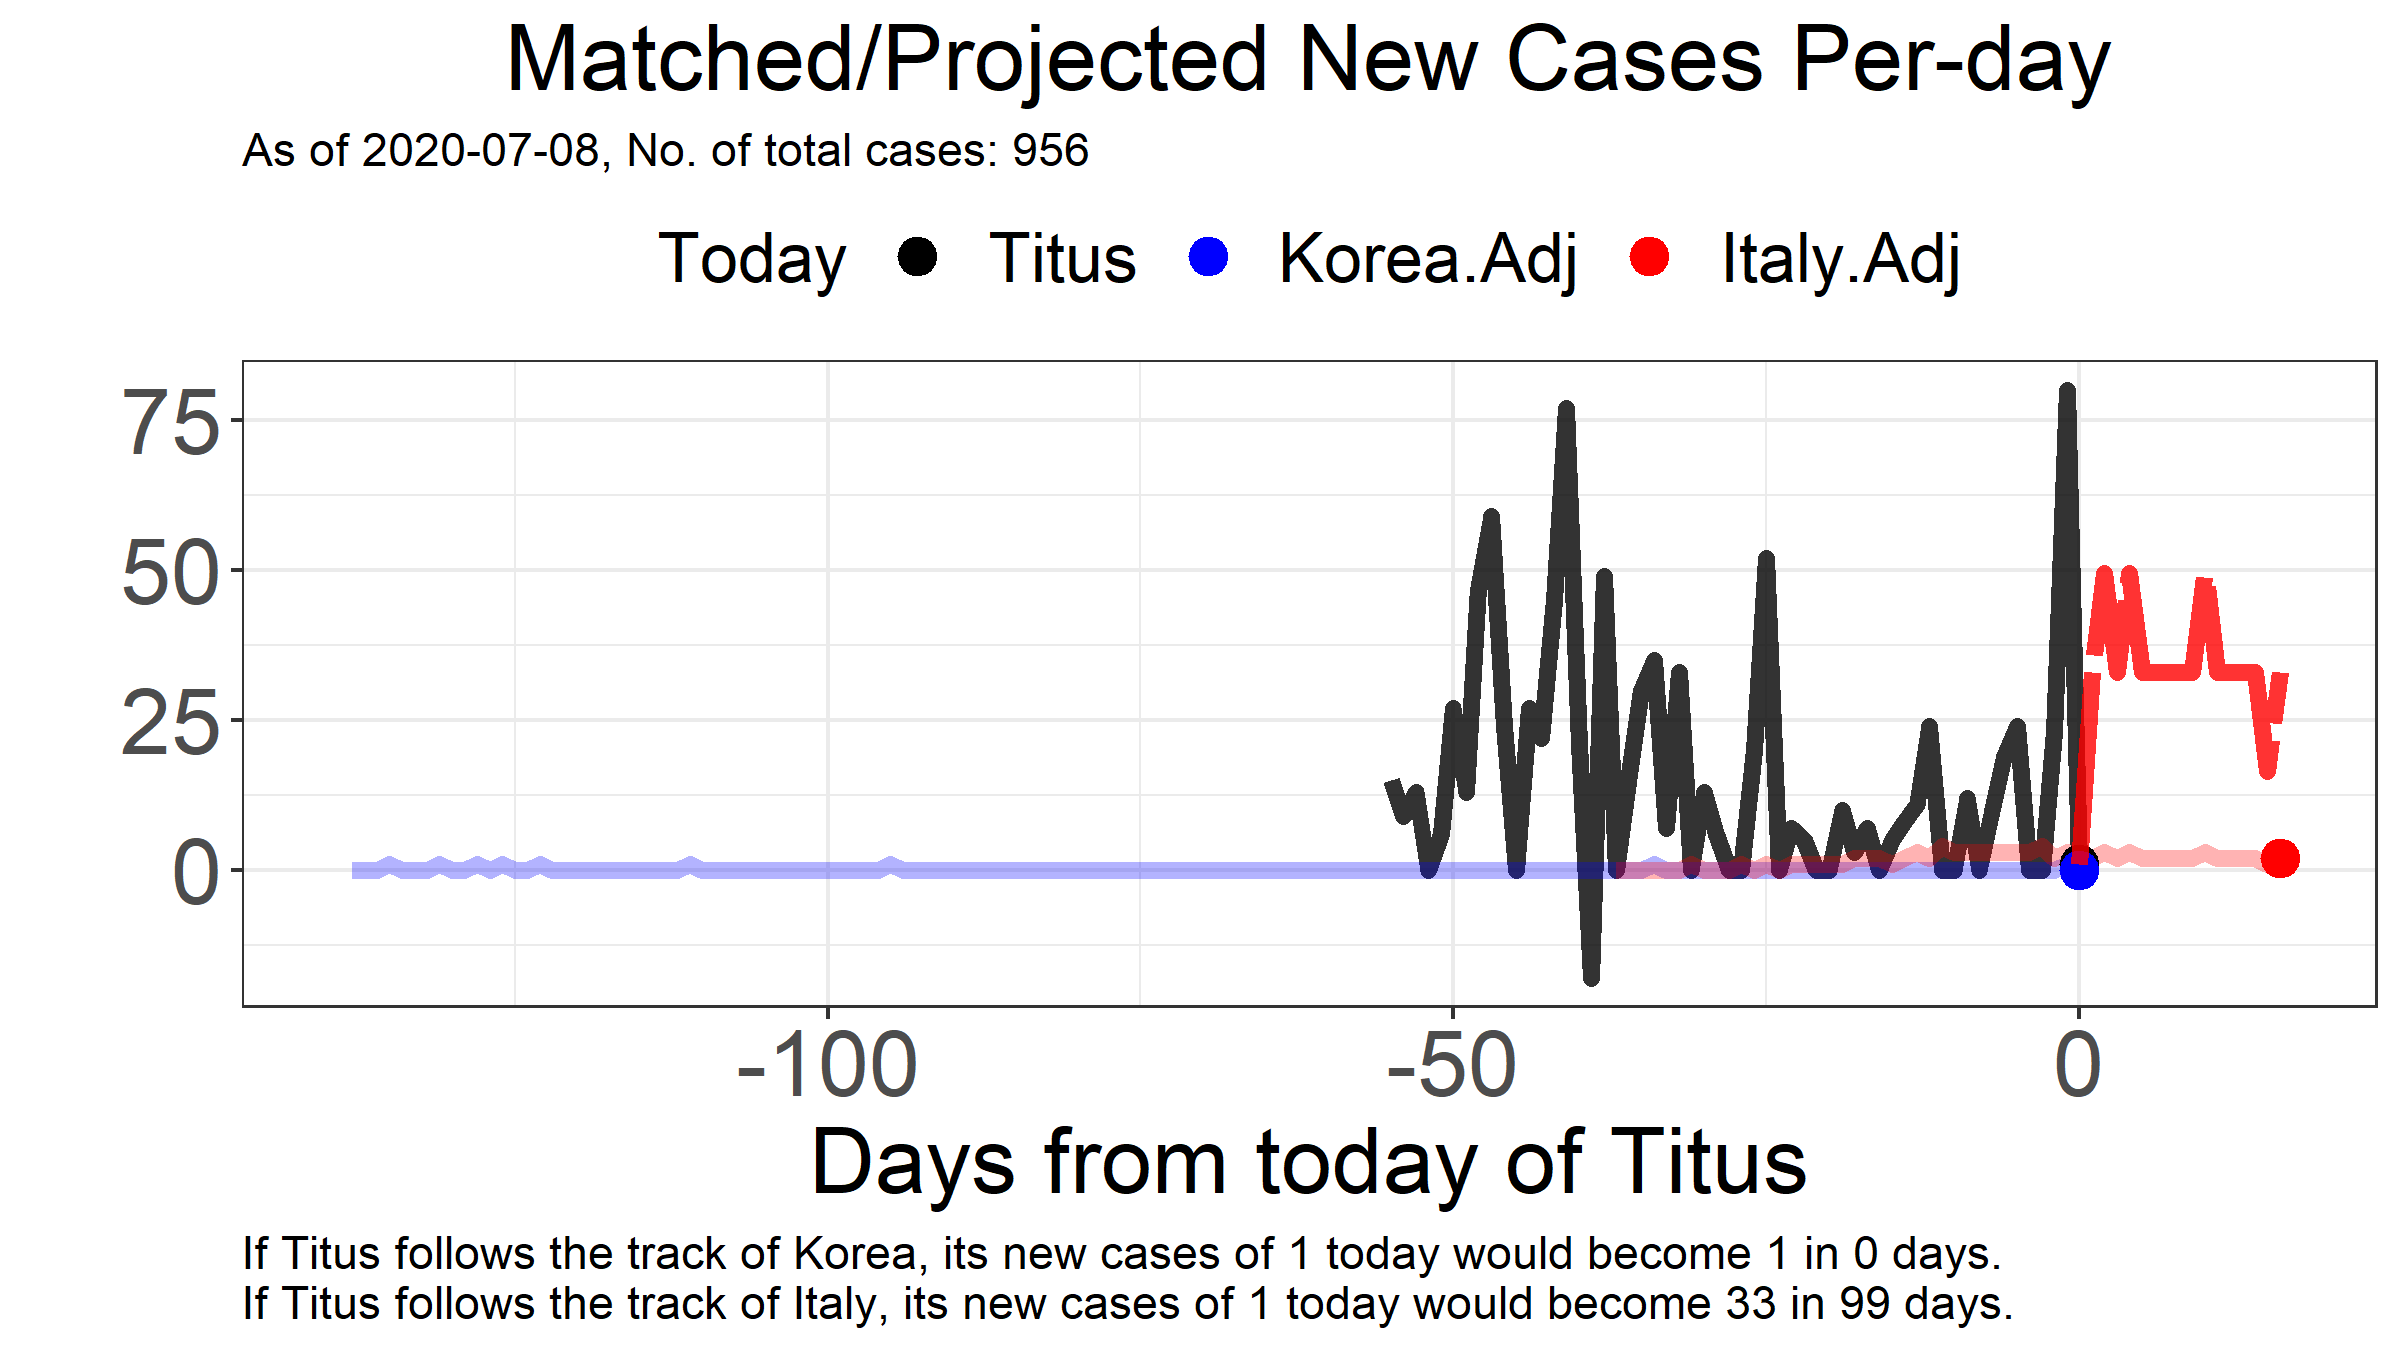 Matched/Projected New Cases Per-day
As of 2020-07-08, No. of total cases: 956
Today Titus Korea.Adj Italy.Adj
75
50
25
0
-100 -50 0
Days from today of Titus
If Titus follows the track of Korea, its new cases of 1 today would become 1 in 0 days.
If Titus follows the track of Italy, its new cases of 1 today would become 33 in 99 days.